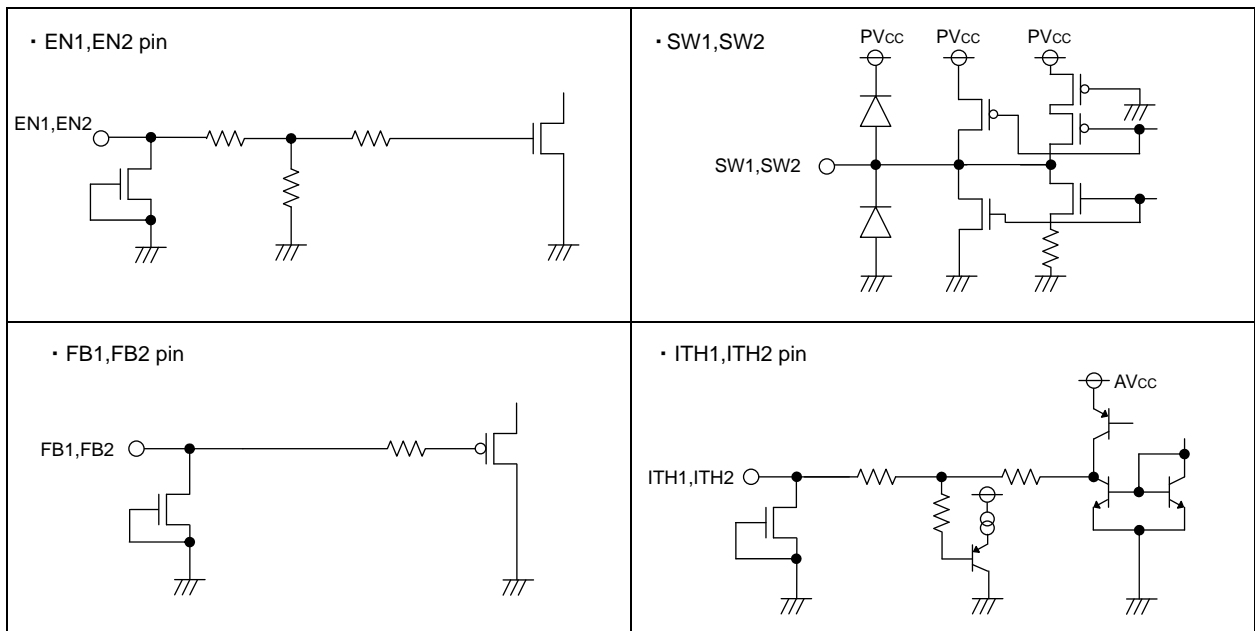 ・EN1,EN2 pin
EN1,EN2
・SW1,SW2
PVCC PVCC PVCC
SW1,SW2
・FB1,FB2 pin
FB1,FB2
・ITH1,ITH2 pin
AVCC
ITH1,ITH2